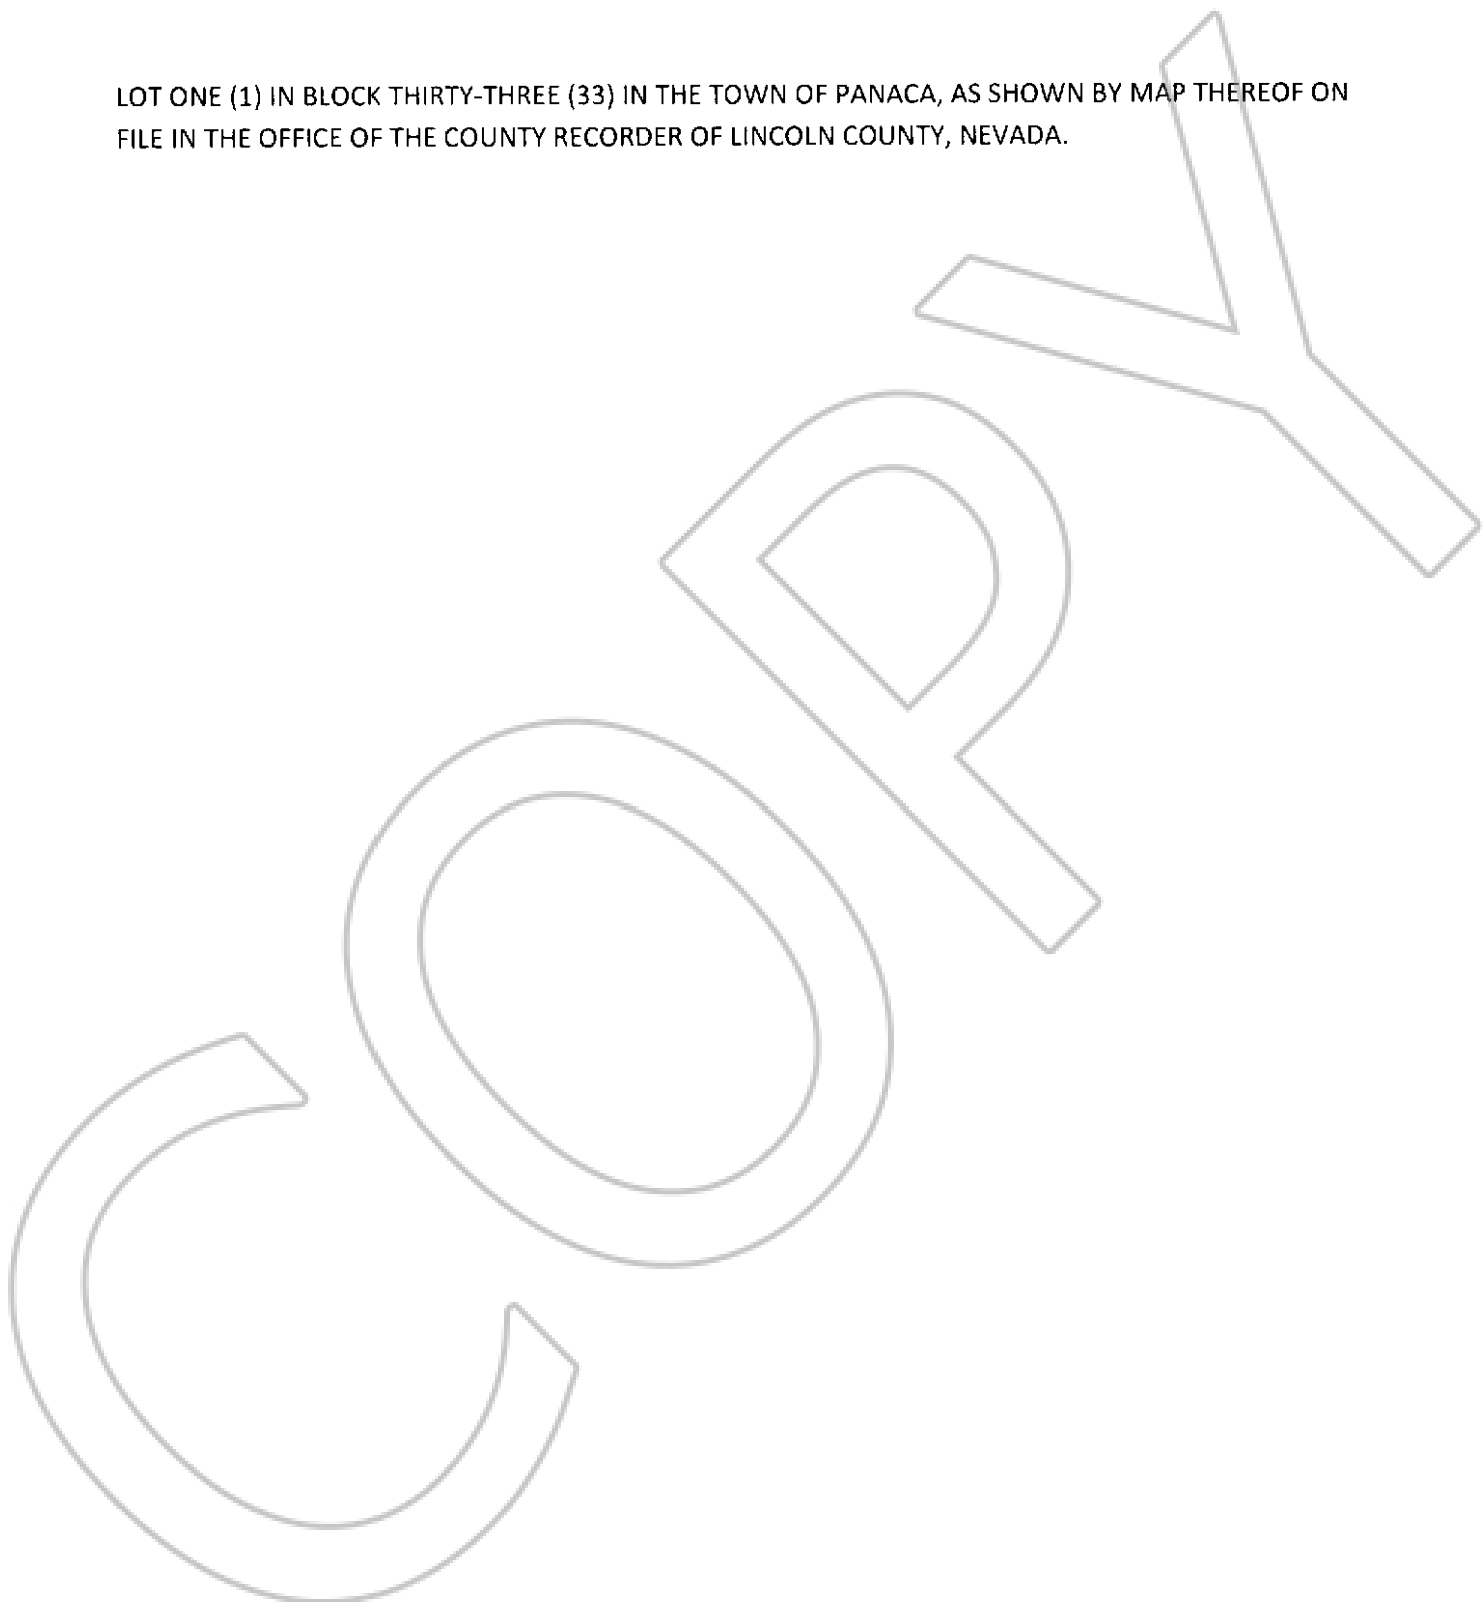 LOT ONE (1) IN BLOCK THIRTY-THREE (33) IN THE TOWN OF PANACA, AS SHOWN BY MAP THEREOF ON
FILE IN THE OFFICE OF THE COUNTY RECORDER OF LINCOLN COUNTY, NEVADA.
COPY